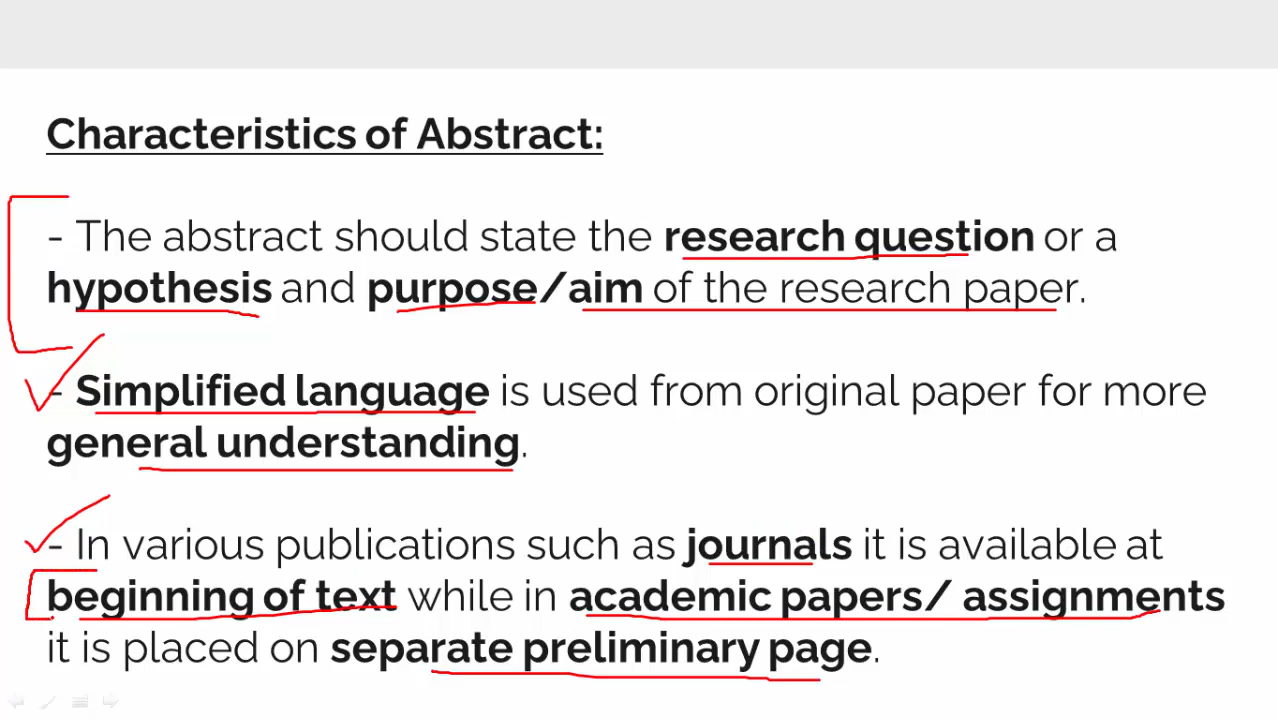 Characteristics of Abstract:
- The abstract should state the research question or a
hypothesis and purpose/aim of the research paper.
- Simplified language is used from original paper for more
general understanding.
- In various publications such as journals it is available at
beginning of text while in academic papers/ assignments
it is placed on separate preliminary page.